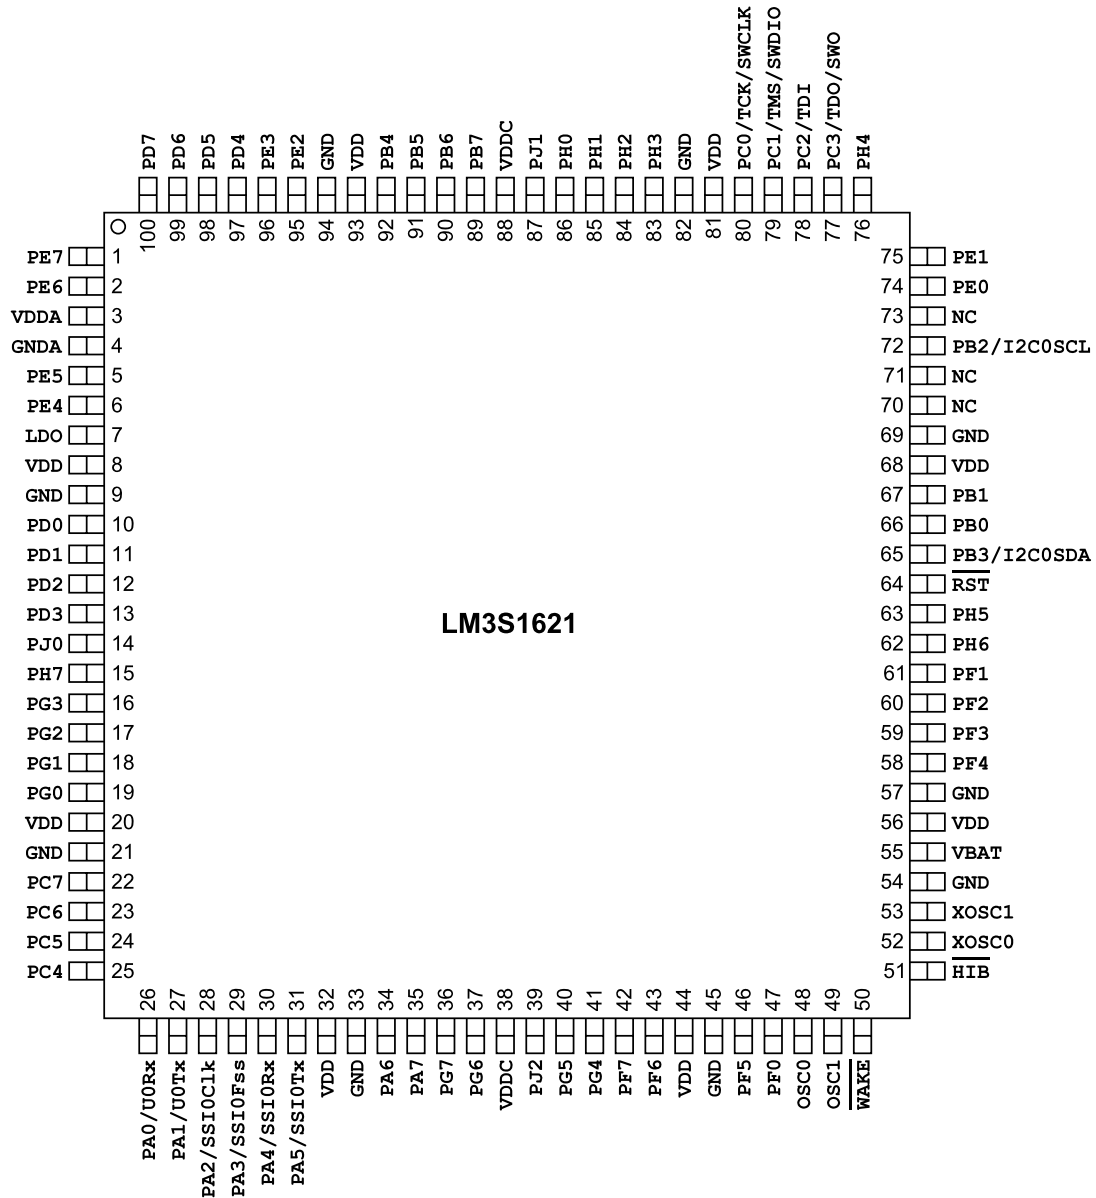 PD7
PD6
PD5
PD4
PE3
PE2
GND
VDD
PB4
PB5
PB6
PB7
VDDC
PJ1
PH0
PH1
PH2
PH3
GND
VDD
PC0/TCK/SWCLK
PC1/TMS/SWDIO
PC2/TDI
PC3/TDO/SWO
PH4
100
99
98
97
96
95
94
93
92
91
90
89
88
87
86
85
84
83
82
81
80
79
78
77
76
PE7 1
PE6 2
VDDA 3
GNDA 4
PE5 5
PE4 6
LDO 7
VDD 8
GND 9
PD0 10
PD1 11
PD2 12
PD3 13
PJ0 14
PH7 15
PG3 16
PG2 17
PG1 18
PG0 19
VDD 20
GND 21
PC7 22
PC6 23
PC5 24
PC4 25
LM3S1621
75 PE1
74 PE0
73 NC
72 PB2/I2C0SCL
71 NC
70 NC
69 GND
68 VDD
67 PB1
66 PB0
65 PB3/I2C0SDA
64 RST
63 PH5
62 PH6
61 PF1
60 PF2
59 PF3
58 PF4
57 GND
56 VDD
55 VBAT
54 GND
53 XOSC1
52 XOSC0
51 HIB
26
27
28
29
30
31
32
33
34
35
36
37
38
39
40
41
42
43
44
45
46
47
48
49
50
PA0/U0Rx
PA1/U0Tx
PA2/SSI0Clk
PA3/SSI0Fss
PA4/SSI0Rx
PA5/SSI0Tx
VDD
GND
PA6
PA7
PG7
PG6
VDDC
PJ2
PG5
PG4
PF7
PF6
VDD
GND
PF5
PF0
OSC0
OSC1
WAKE